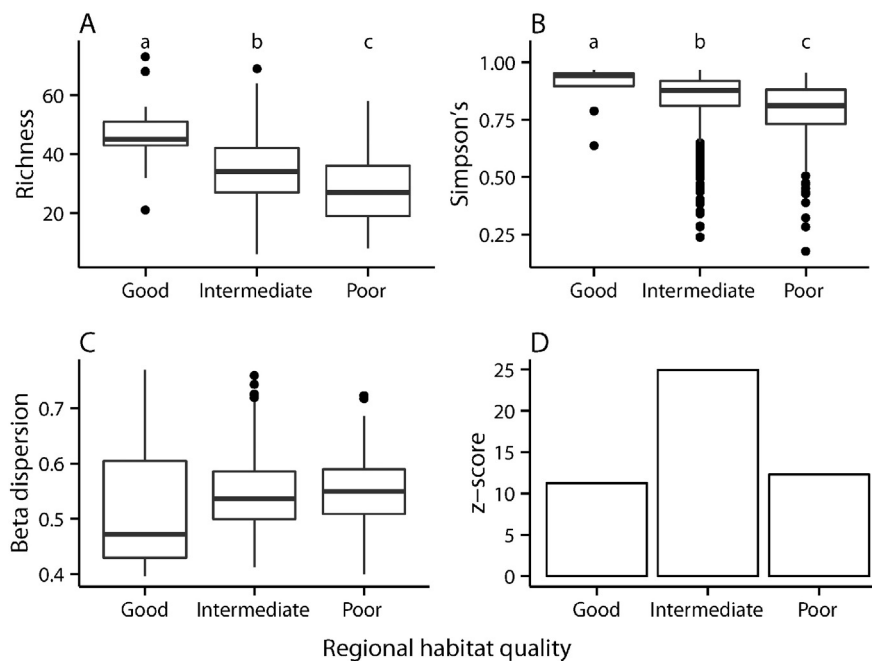 A
a b c
Richness
60
40
20
Good Intermediate Poor
B
a b c
Simpson's
1.00
0.75
0.50
0.25
Good Intermediate Poor
C
Beta dispersion
0.7
0.6
0.5
0.4
Good Intermediate Poor
D
z-score
25
20
15
10
5
0
Good Intermediate Poor
Regional habitat quality